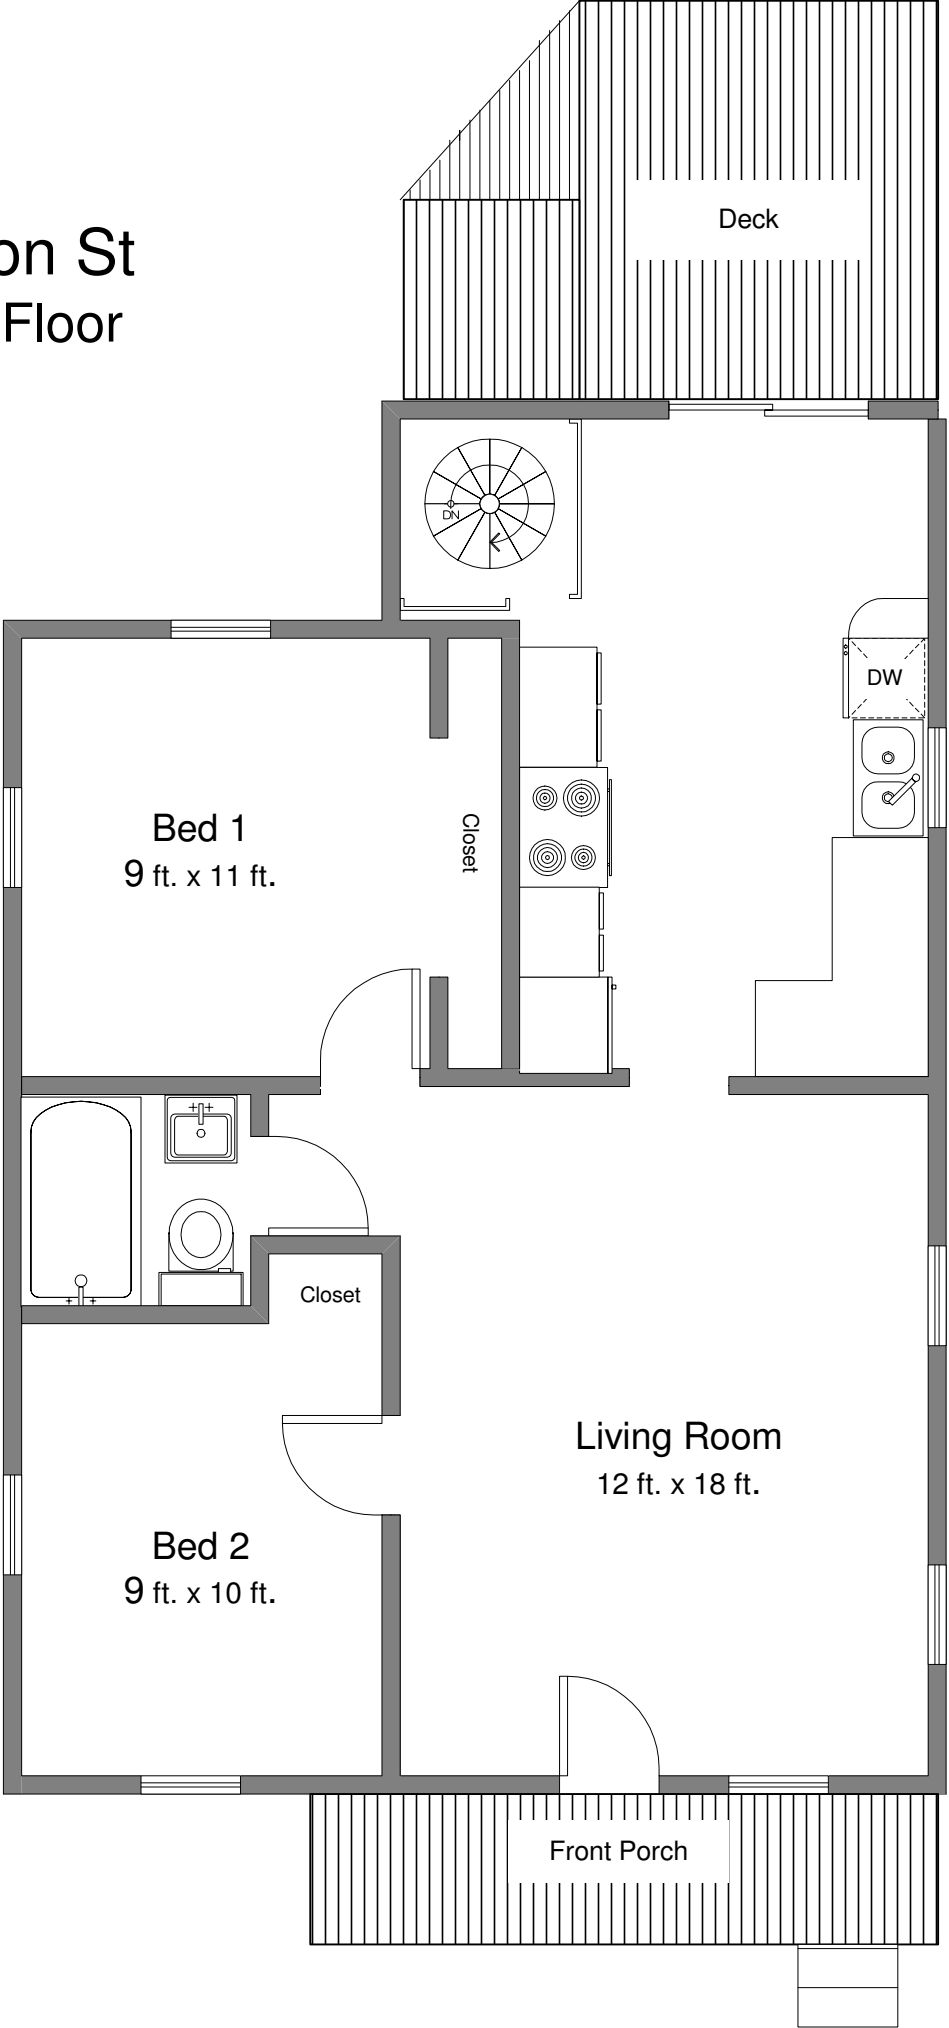 Deck
on St
Floor
DN
DW
Bed 1
9 ft. x 11 ft.
Closet
Closet
Living Room
12 ft. x 18 ft.
Bed 2
9 ft. x 10 ft.
Front Porch